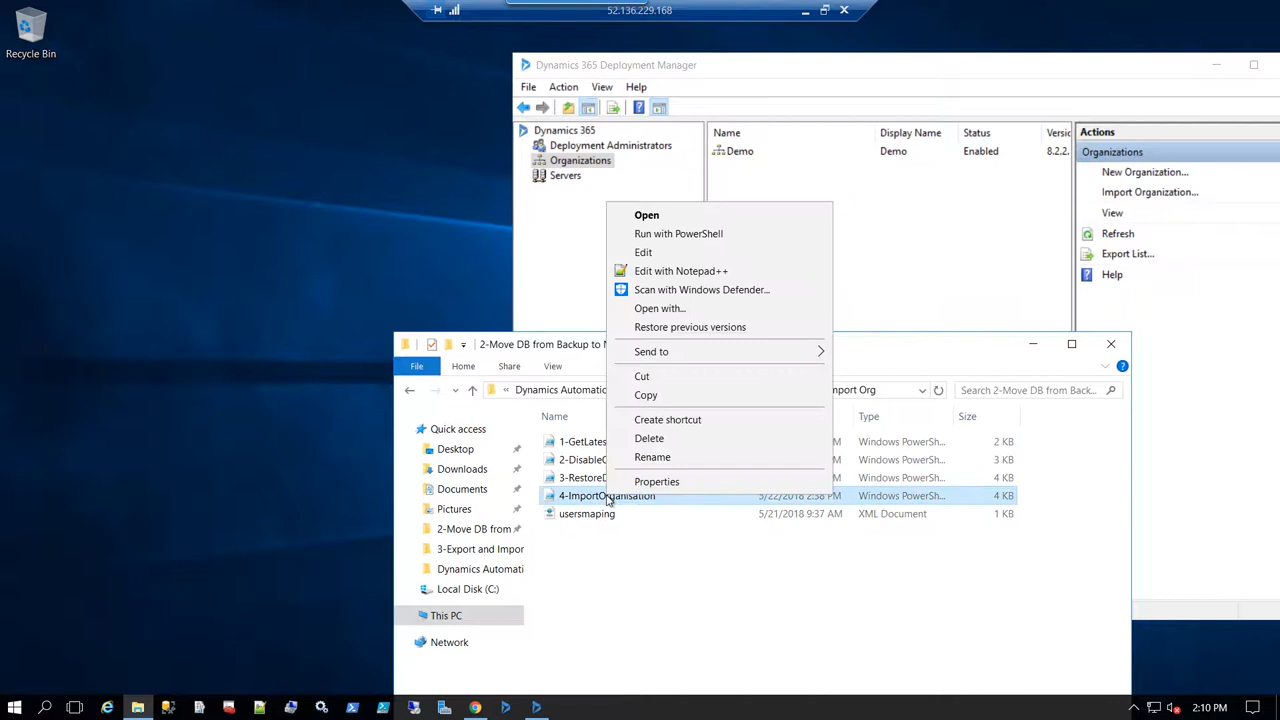 52.136.229.168
Recycle Bin
Dynamics 365 Deployment Manager
File Action View Help
Dynamics 365
Deployment Administrators
Organizations
Servers
Name Display Name Status
Demo Demo Enabled 8.2.2.
Actions
Organizations
New Organization...
Import Organization...
View
Refresh
Export List...
Help
Open
Run with PowerShell
Edit
Edit with Notepad++
Scan with Windows Defender...
Open with...
Restore previous versions
Send to
Cut
Copy
Create shortcut
Delete
Rename
Properties
2-Move DB from Backup to
File Home Share View
Dynamics Automatic
Import Org
Search 2-Move DB from Back...
Name Type Size
1-GetLates M Windows PowerSh... 2 KB
2-DisableO M Windows PowerSh... 3 KB
3-RestoreD M Windows PowerSh... 4 KB
4-ImportOrganisation 5/22/2018 2:38 PM Windows PowerSh... 4 KB
usersmaping 5/21/2018 9:37 AM XML Document 1 KB
Quick access
Desktop
Downloads
Documents
Pictures
2-Move DB from
3-Export and Impor
Dynamics Automati
Local Disk (C:)
This PC
Network
2:10 PM